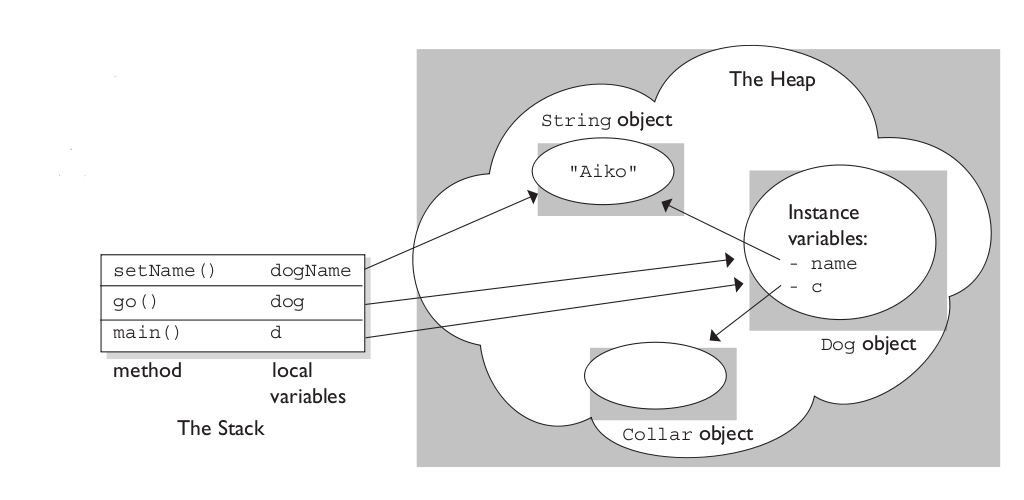 The Heap
String object
"Aiko"
Instance
variables:
- name
- c
Dog object
Collar object
setName() dogName
go() dog
main() d
method local
variables
The Stack